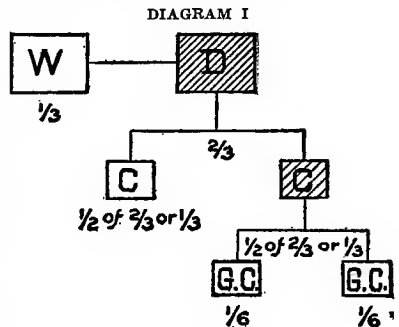 DIAGRAM I
W D
1/3
2/3
C C
1/2 of 2/3 or 1/3
1/2 of 2/3 or 1/3
G.C. G.C.
1/6 1/6